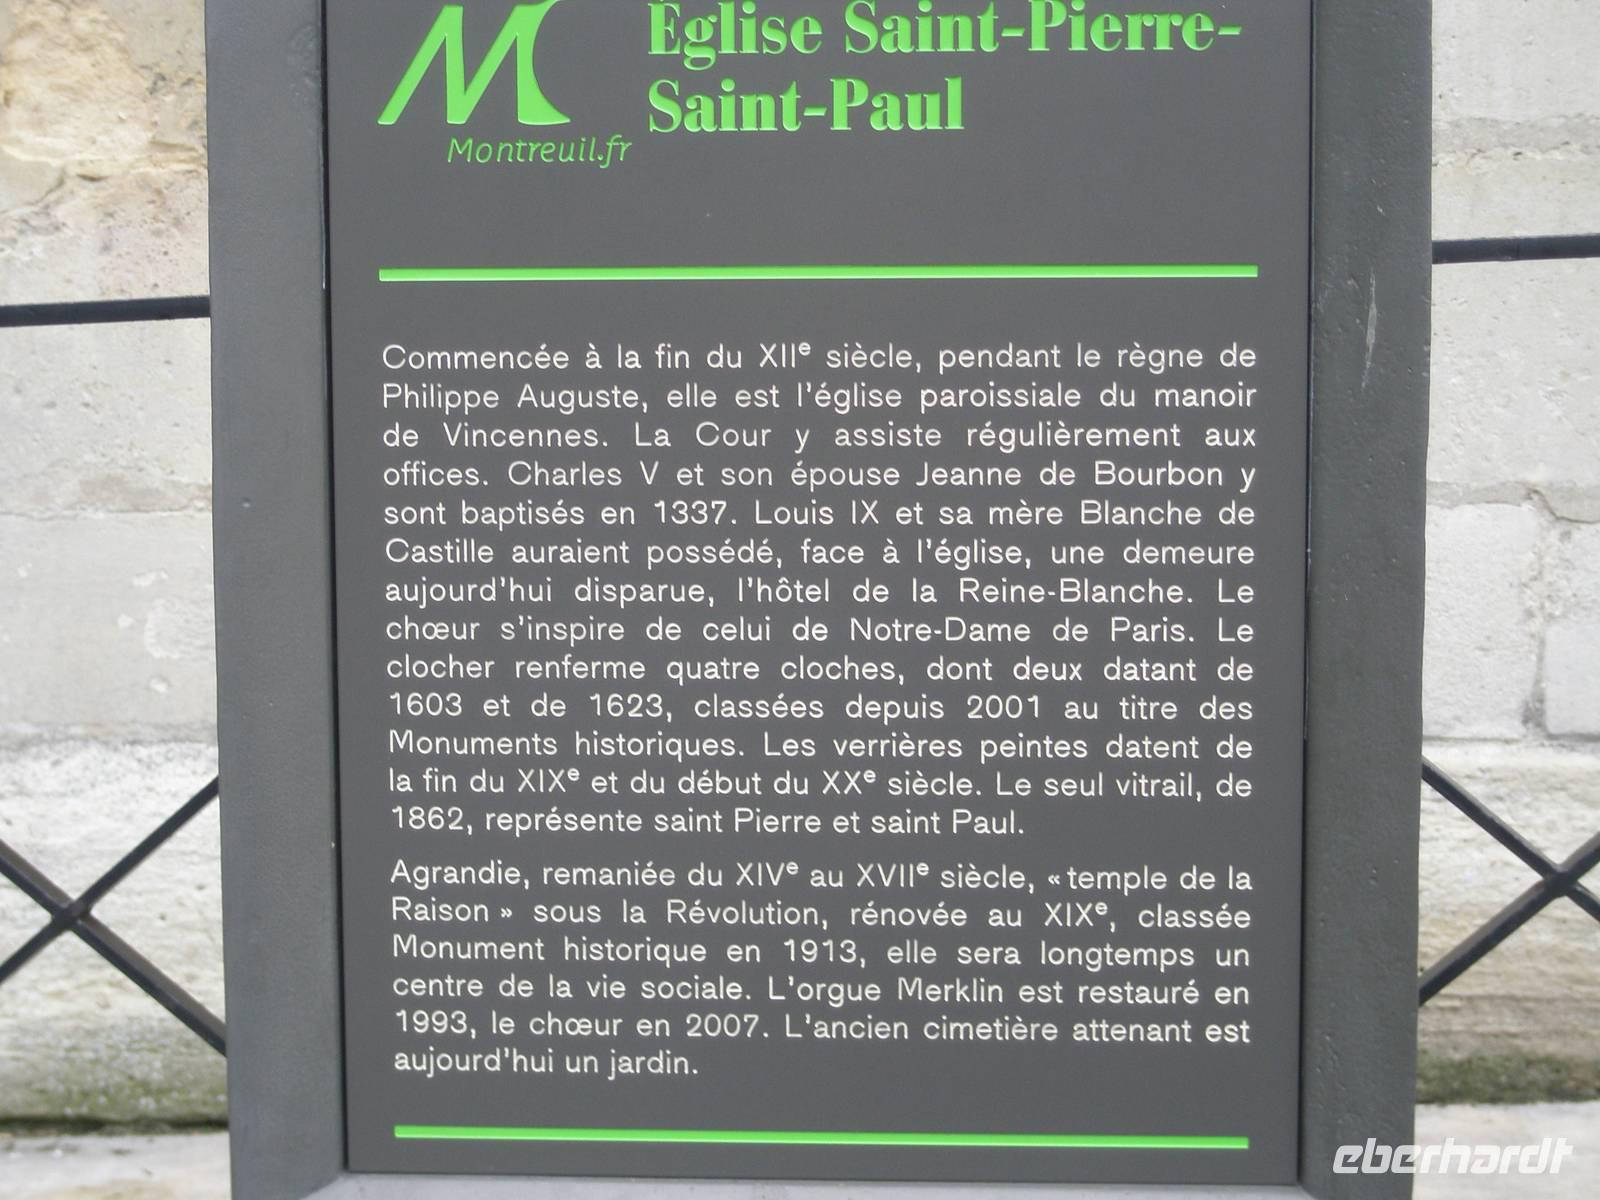 Église Saint-Pierre-
Saint-Paul
Montreuil.fr
Commencée à la fin du XIIe siècle, pendant le règne de
Philippe Auguste, elle est l'église paroissiale du manoir
de Vincennes. La Cour y assiste régulièrement aux
offices. Charles V et son épouse Jeanne de Bourbon y
sont baptisés en 1337. Louis IX et sa mère Blanche de
Castille auraient possédé, face à l'église, une demeure
aujourd'hui disparue, l'hôtel de la Reine-Blanche. Le
chœur s'inspire de celui de Notre-Dame de Paris. Le
clocher renferme quatre cloches, dont deux datant de
1603 et de 1623, classées depuis 2001 au titre des
Monuments historiques. Les verrières peintes datent de
la fin du XIXe et du début du XXe siècle. Le seul vitrail, de
1862, représente saint Pierre et saint Paul.
Agrandie, remaniée du XIVe au XVIIe siècle, « temple de la
Raison » sous la Révolution, rénovée au XIXe, classée
Monument historique en 1913, elle sera longtemps un
centre de la vie sociale. L'orgue Merklin est restauré en
1993, le chœur en 2007. L'ancien cimetière attenant est
aujourd'hui un jardin.
eberhardt